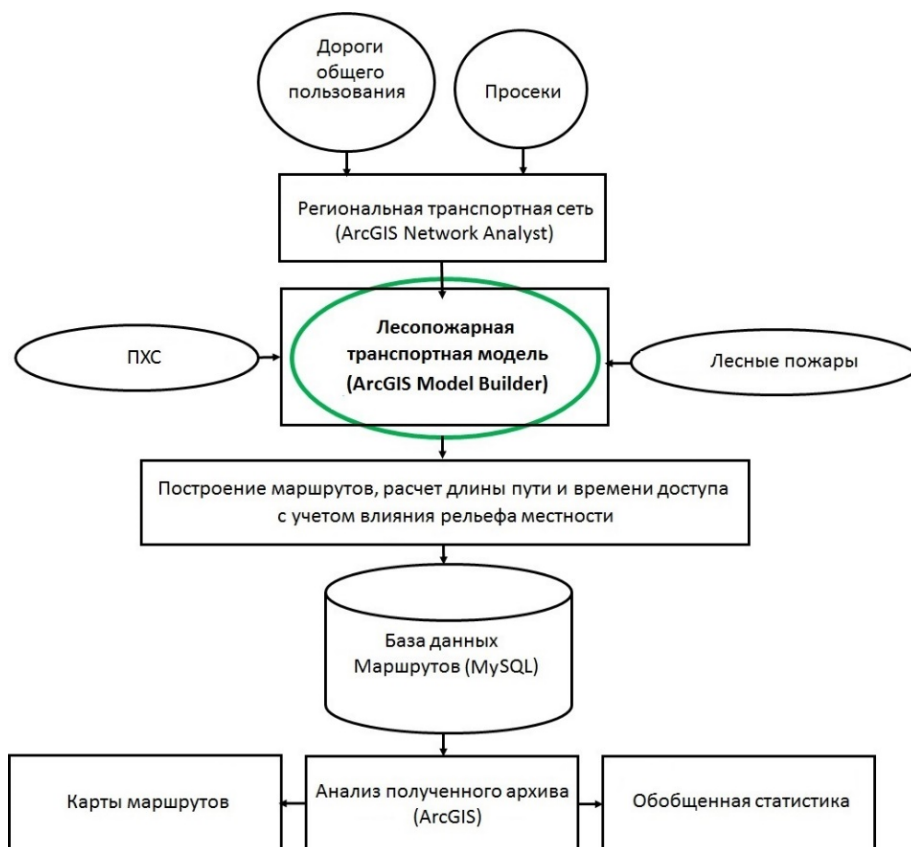 Дороги
общего
пользования
Просеки
Региональная транспортная сеть
(ArcGIS Network Analyst)
Лесопожарная
транспортная модель
(ArcGIS Model Builder)
ПХС
Лесные пожары
Построение маршрутов, расчет длины пути и времени доступа
с учетом влияния рельефа местности
База данных
Маршрутов (MySQL)
Карты маршрутов
Анализ полученного архива
(ArcGIS)
Обобщенная статистика